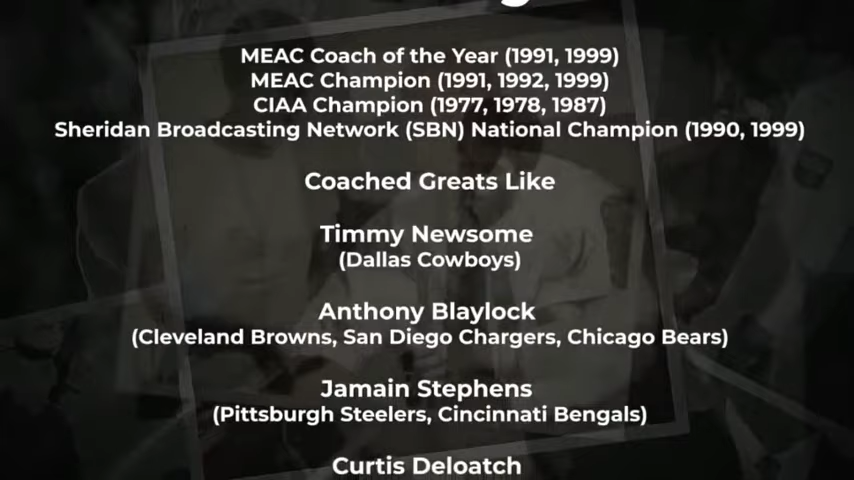 MEAC Coach of the Year (1991, 1999)
MEAC Champion (1991, 1992, 1999)
CIAA Champion (1977, 1978, 1987)
Sheridan Broadcasting Network (SBN) National Champion (1990, 1999)
Coached Greats Like
Timmy Newsome
(Dallas Cowboys)
Anthony Blaylock
(Cleveland Browns, San Diego Chargers, Chicago Bears)
Jamain Stephens
(Pittsburgh Steelers, Cincinnati Bengals)
Curtis Deloatch